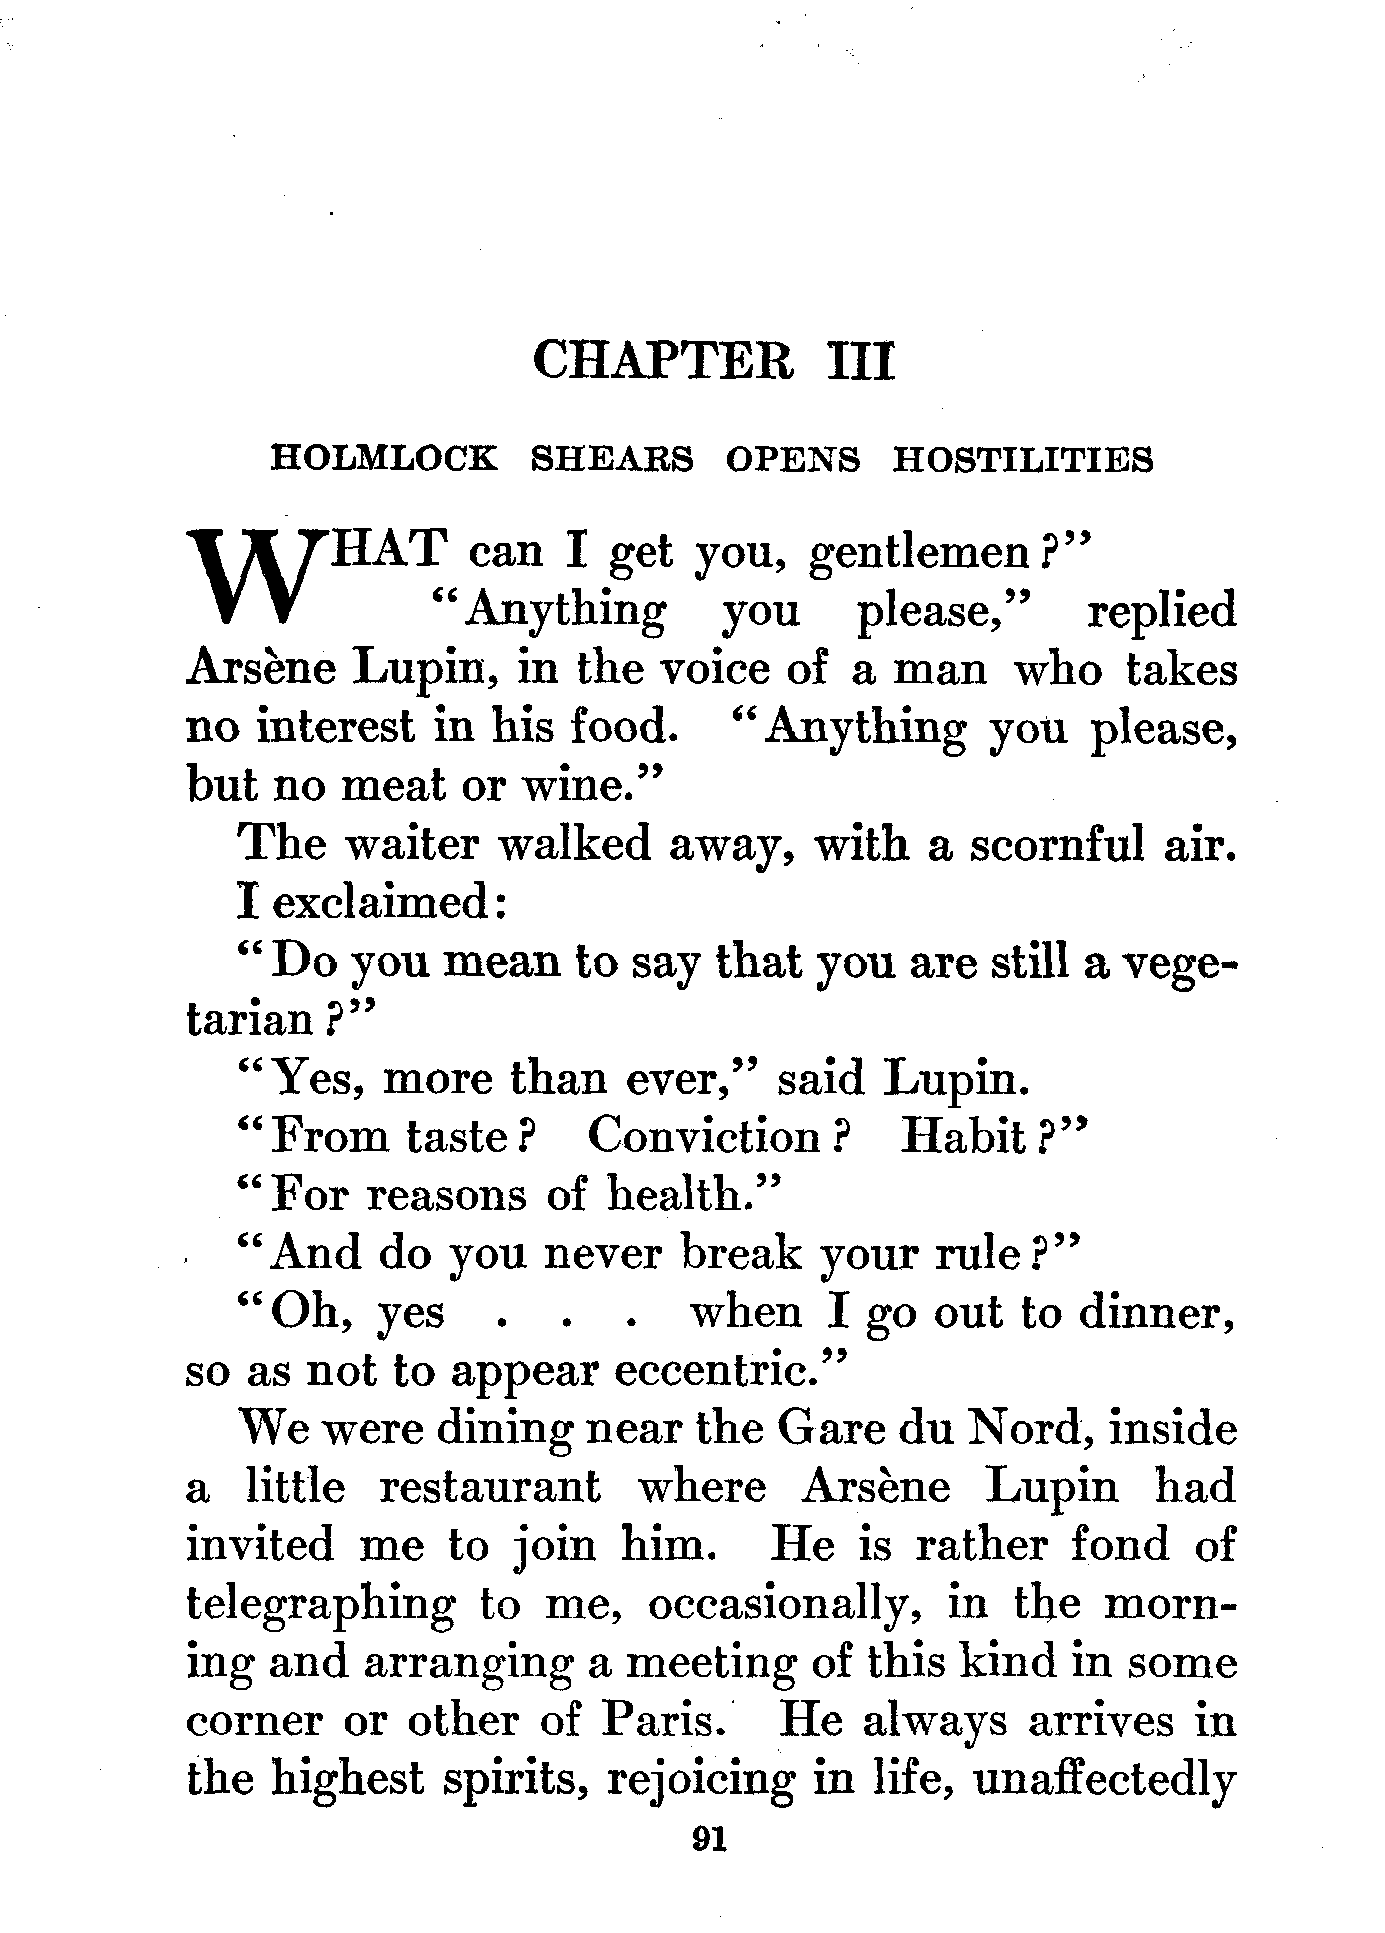 CHAPTER III
HOLMLOCK SHEARS OPENS HOSTILITIES
WHAT can I get you, gentlemen?"
"Anything you please," replied
Arsène Lupin, in the voice of a man who takes
no interest in his food. "Anything you please,
but no meat or wine."
The waiter walked away, with a scornful air.
I exclaimed:
"Do you mean to say that you are still a vege-
tarian?"
"Yes, more than ever," said Lupin.
"From taste? Conviction? Habit?"
"For reasons of health."
"And do you never break your rule?"
"Oh, yes . . . when I go out to dinner,
so as not to appear eccentric."
We were dining near the Gare du Nord, inside
a little restaurant where Arsène Lupin had
invited me to join him. He is rather fond of
telegraphing to me, occasionally, in the morn-
ing and arranging a meeting of this kind in some
corner or other of Paris. He always arrives in
the highest spirits, rejoicing in life, unaffectedly
91